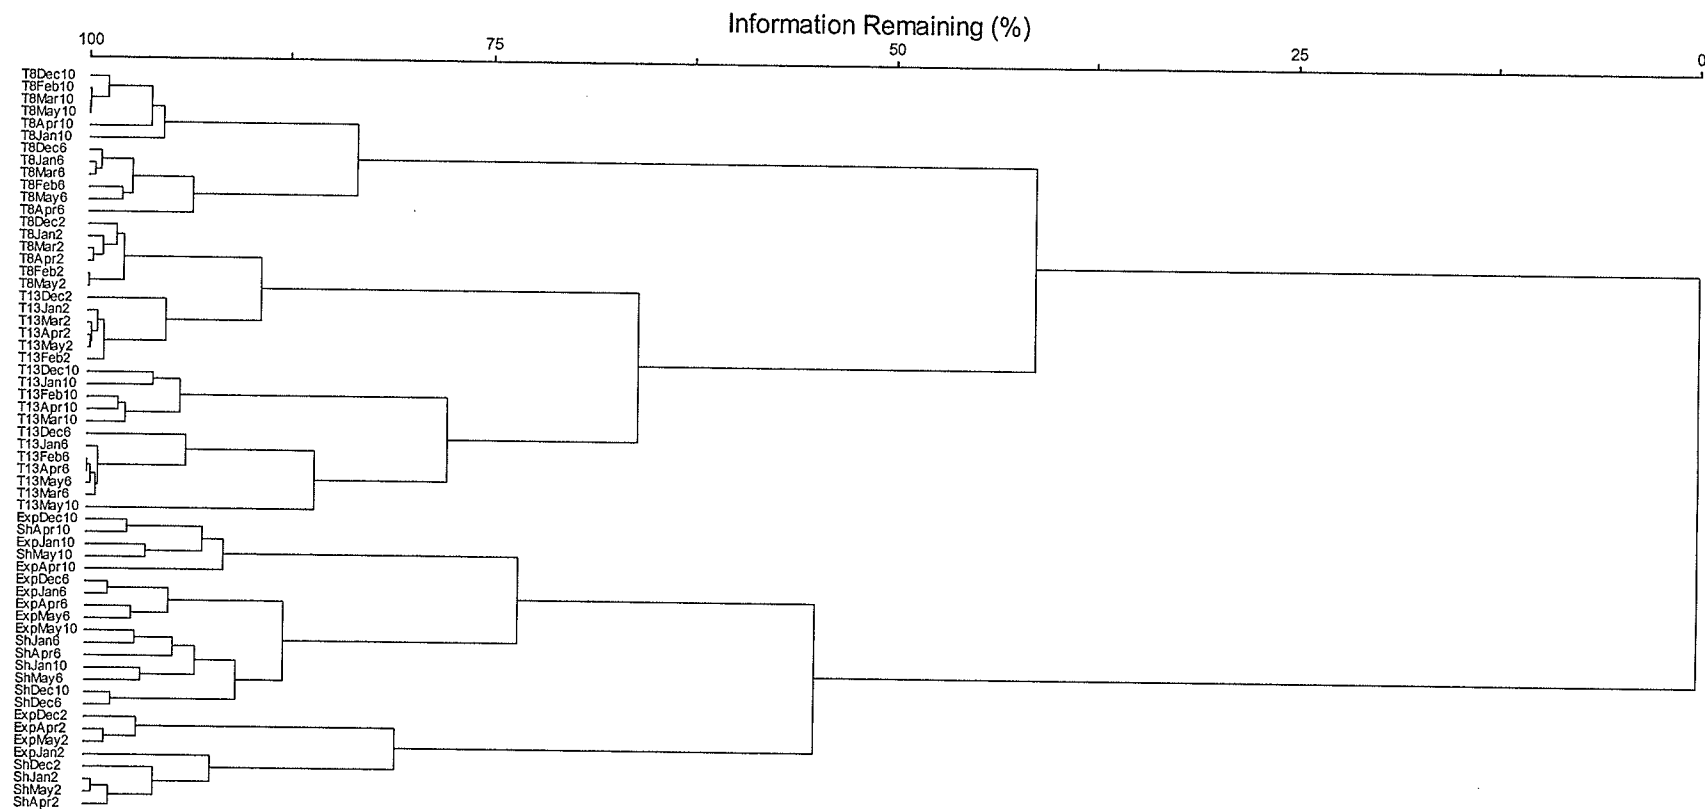 Information Remaining (%)
100 75 50 25 0
T8Dec10
T8Feb10
T8Mar10
T8May10
T8Apr10
T8Jan10
T8Dec6
T8Jan6
T8Mar6
T8Feb6
T8May6
T8Apr6
T8Dec2
T8Jan2
T8Mar2
T8Apr2
T8Feb2
T8May2
T13Dec2
T13Jan2
T13Mar2
T13Apr2
T13May2
T13Feb2
T13Dec10
T13Jan10
T13Feb10
T13Apr10
T13Mar10
T13Dec6
T13Jan6
T13Feb6
T13Apr6
T13May6
T13Mar6
T13May10
ExpDec10
ShApr10
ExpJan10
ShMay10
ExpApr10
ExpDec6
ExpJan6
ExpApr6
ExpMay6
ExpMay10
ShJan6
ShApr6
ShJan10
ShMay6
ShDec10
ShDec6
ExpDec2
ExpApr2
ExpMay2
ExpJan2
ShDec2
ShJan2
ShMay2
ShApr2